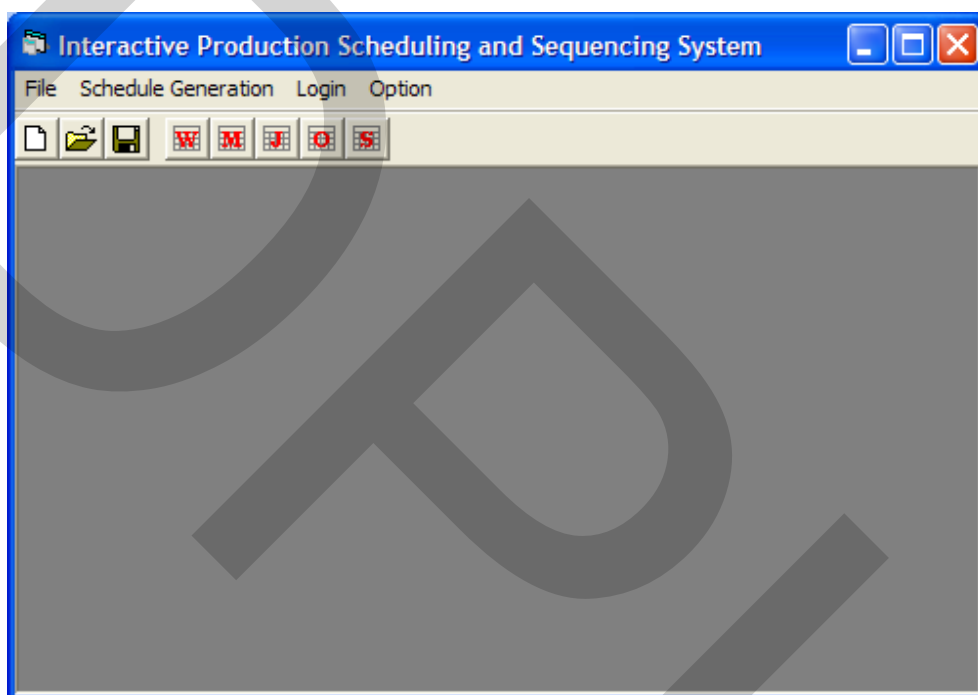 Interactive Production Scheduling and Sequencing System
File Schedule Generation Login Option
W M J O S
P